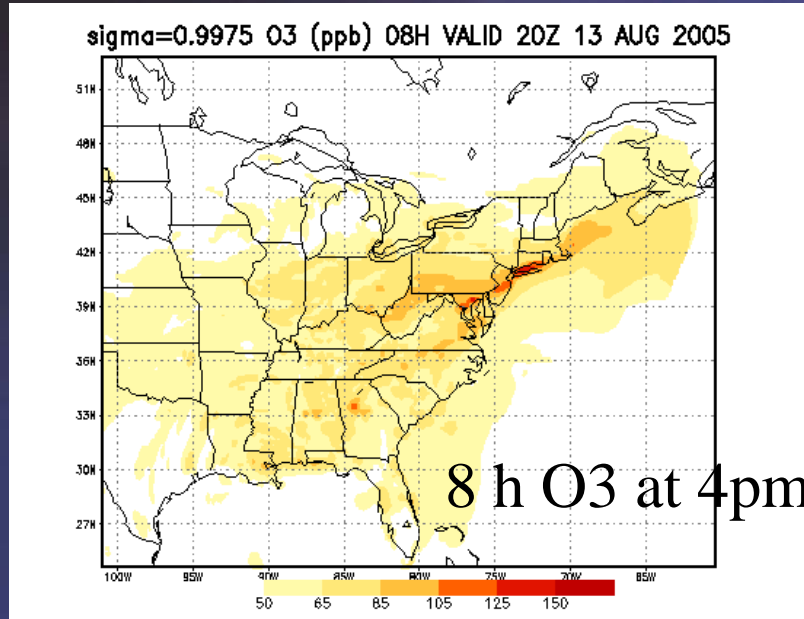 sigma=0.9975 O3 (ppb) 08H VALID 20Z 13 AUG 2005
51N
48N
45N
42N
39N
36N
33N
30N
27N
8 h O3 at 4pm
100W 95W 90W 85W 80W 75W 70W 65W
50 65 85 105 125 150